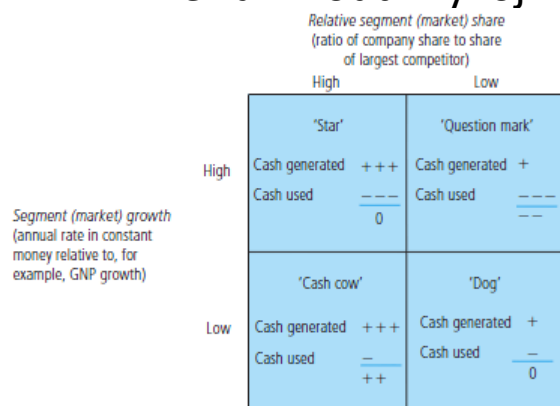 Relative segment (market) share
(ratio of company share to share
of largest competitor)
High Low
'Star' 'Question mark'
High
Cash generated +++ Cash generated +
Cash used – – – Cash used – – –
0 – –
Segment (market) growth
(annual rate in constant
money relative to, for
example, GNP growth)
'Cash cow' 'Dog'
Low
Cash generated +++ Cash generated +
Cash used – Cash used –
++ 0